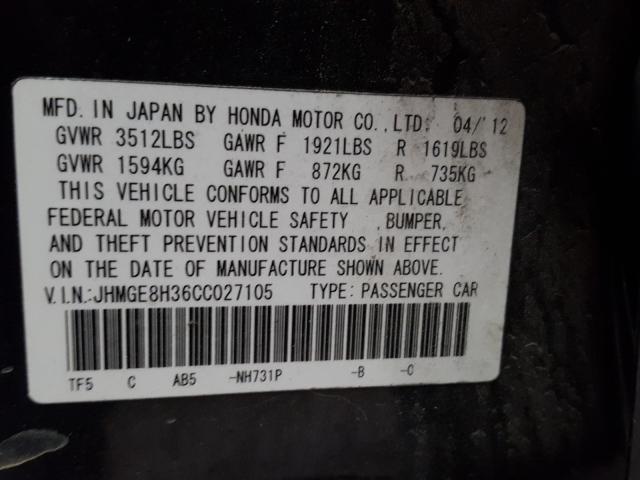 MFD. IN JAPAN BY HONDA MOTOR CO.,LTD. 04/'12
GVWR 3512LBS GAWR F 1921LBS R 1619LBS
GVWR 1594KG GAWR F 872KG R 735KG
THIS VEHICLE CONFORMS TO ALL APPLICABLE
FEDERAL MOTOR VEHICLE SAFETY ,BUMPER,
AND THEFT PREVENTION STANDARDS IN EFFECT
ON THE DATE OF MANUFACTURE SHOWN ABOVE.
V.I.N.:JHMGE8H36CC027105 TYPE: PASSENGER CAR
TF5 C AB5 -NH731P -B -C